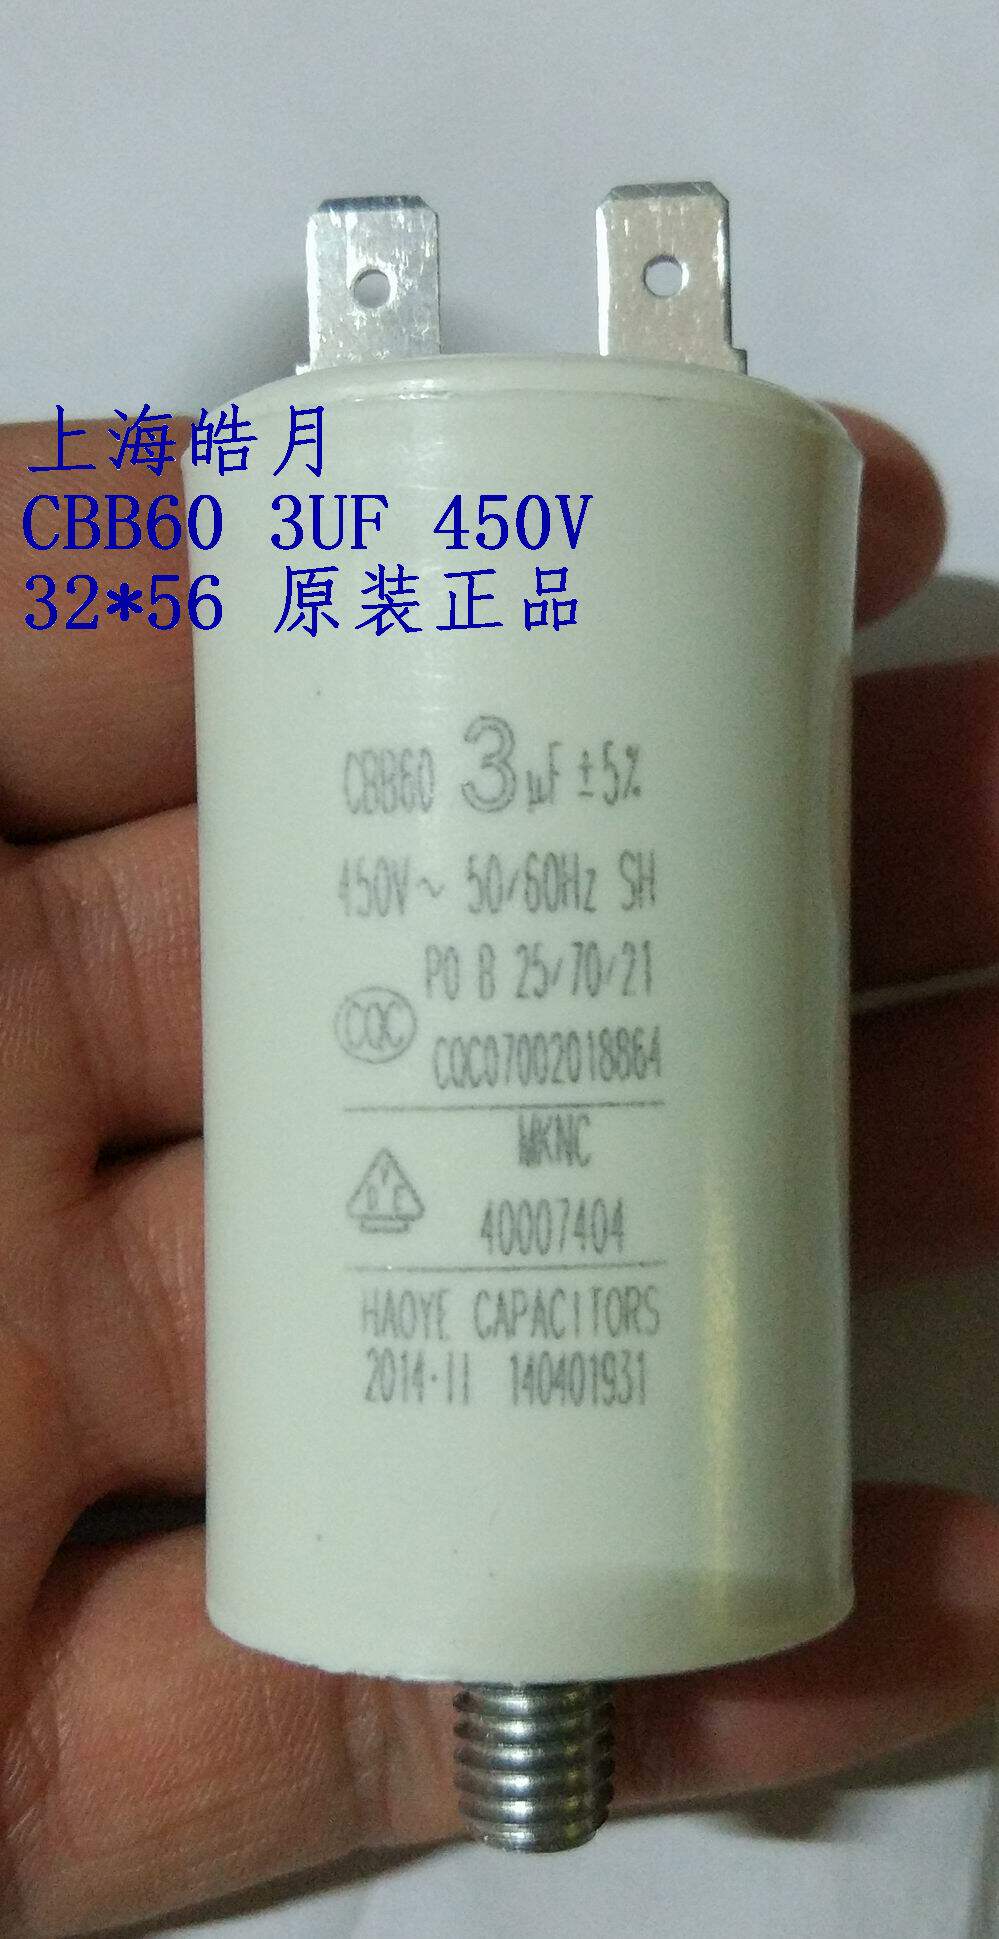 上海皓月
CBB60 3UF 450V
32*56 原装正品
CBB60 3μF ±5%
450V~ 50/60Hz SH
P0 B 25/70/21
CQC
CQC07002018864
MKNC
VDE
40007404
HAOYE CAPACITORS
2014·11 140401931